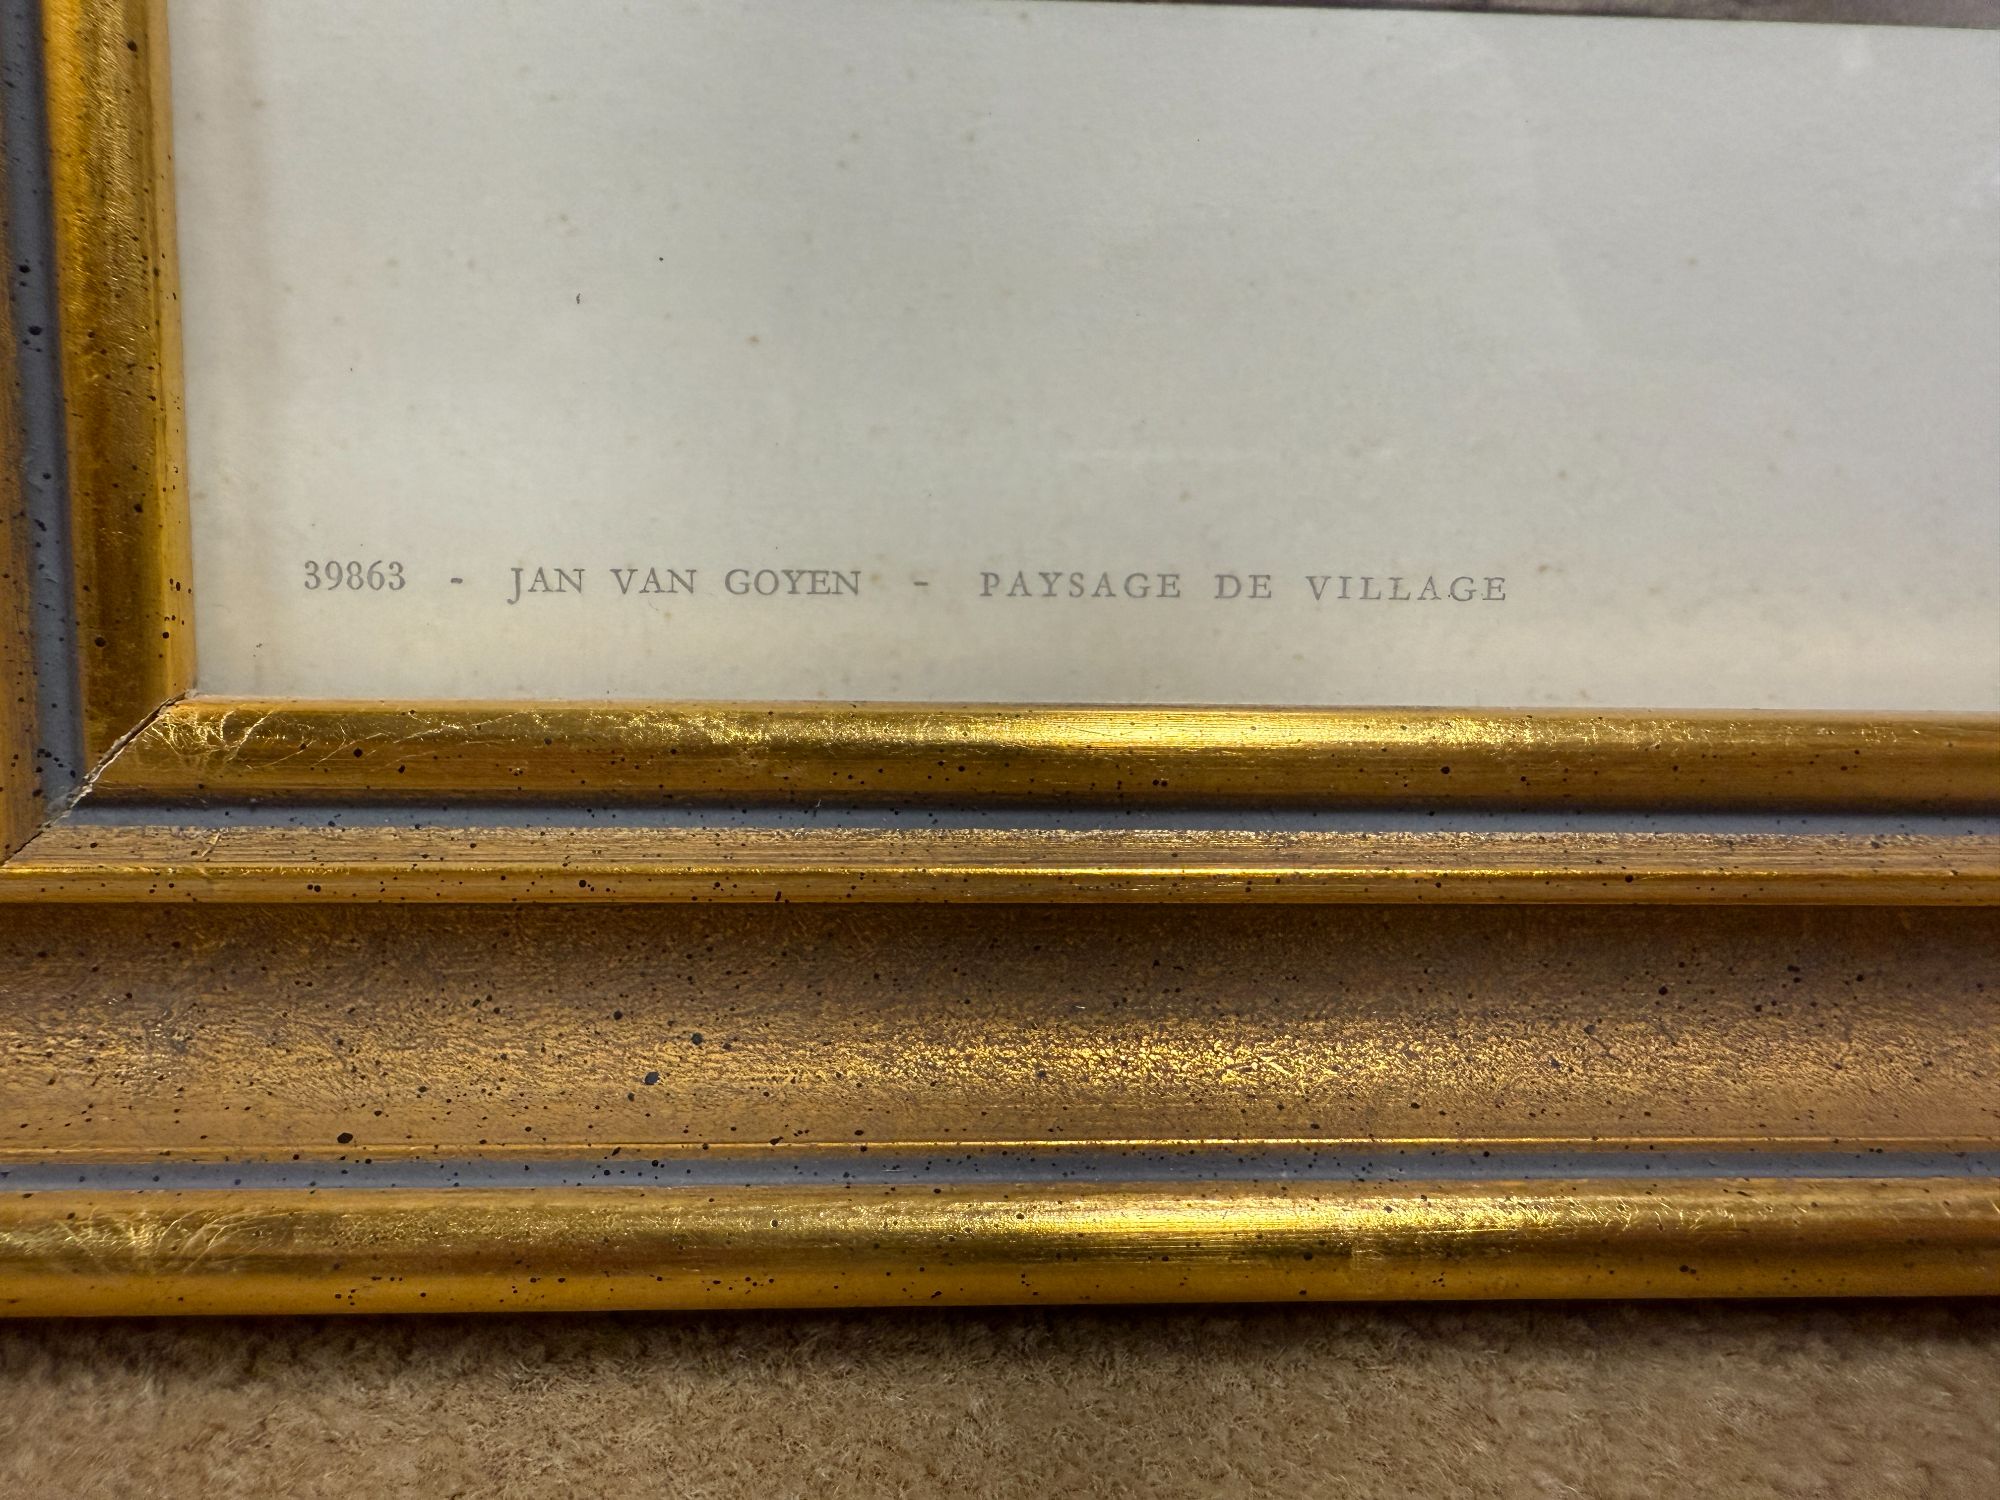 39863 - JAN VAN GOYEN - PAYSAGE DE VILLAGE